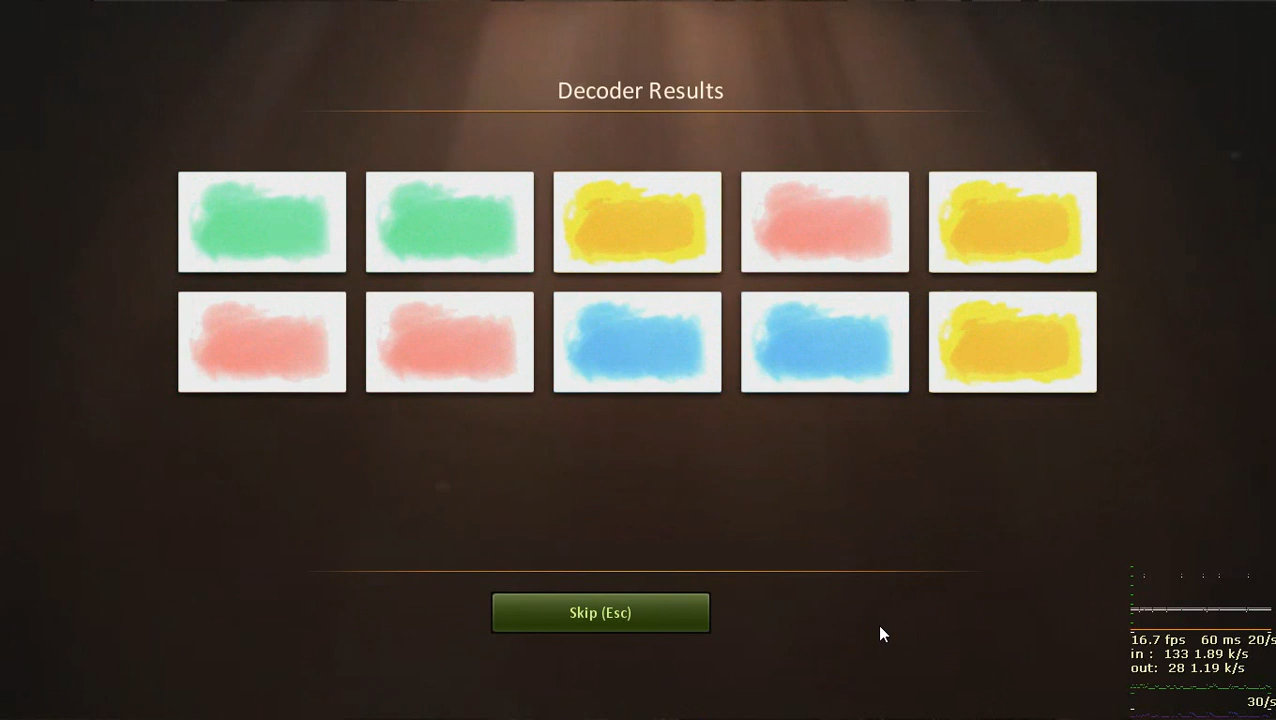 Decoder Results
Skip (Esc)
16.7 fps 60 ms 20/s
in : 133 1.89 k/s
out: 28 1.19 k/s
30/s